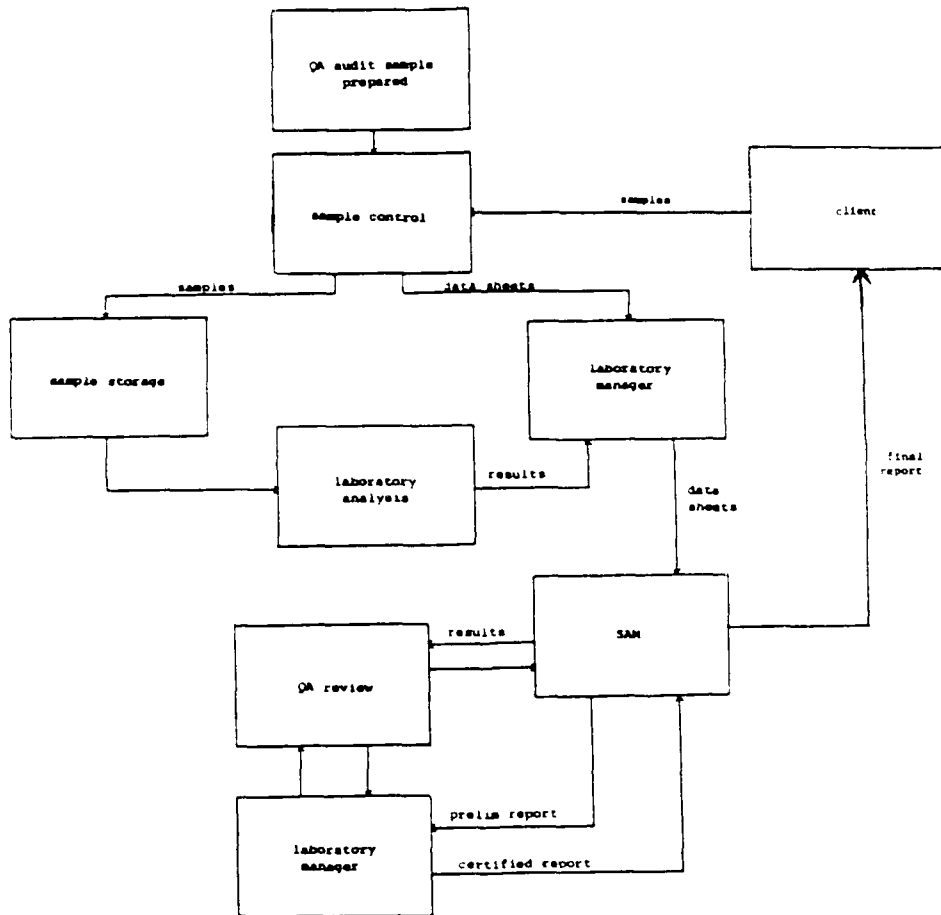 QA audit sample
prepared
sample control
samples
client
samples
data sheets
sample storage
laboratory
manager
laboratory
analysis
results
final
report
data
sheets
SAM
results
QA review
prelim report
laboratory
manager
certified report